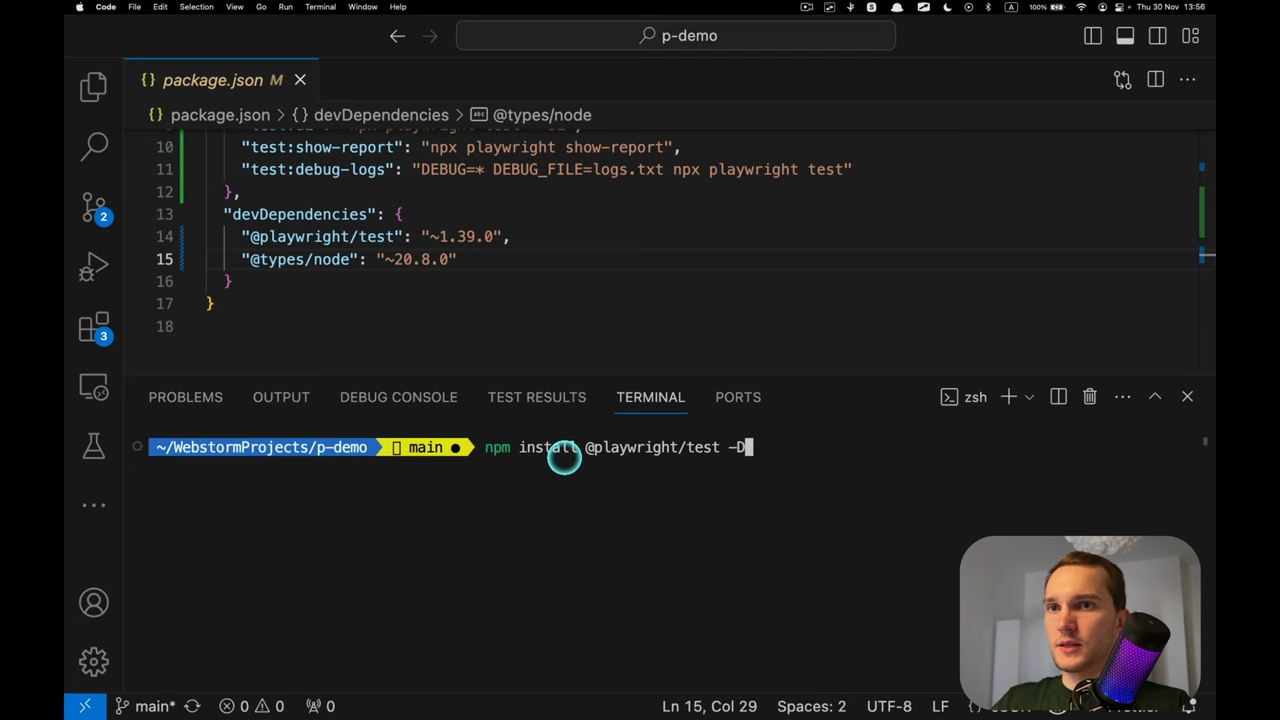 Code File Edit Selection View Go Run Terminal Window Help
100% Thu 30 Nov 13:56
p-demo
package.json M
package.json > {} devDependencies > @types/node
10 "test:show-report": "npx playwright show-report",
11 "test:debug-logs": "DEBUG=* DEBUG_FILE=logs.txt npx playwright test"
12 },
13 "devDependencies": {
14 "@playwright/test": "~1.39.0",
15 "@types/node": "~20.8.0"
16 }
17 }
18
2
3
PROBLEMS OUTPUT DEBUG CONSOLE TEST RESULTS TERMINAL PORTS
zsh
~/WebstormProjects/p-demo main ● npm install @playwright/test -D
main* 0 0 0 Ln 15, Col 29 Spaces: 2 UTF-8 LF